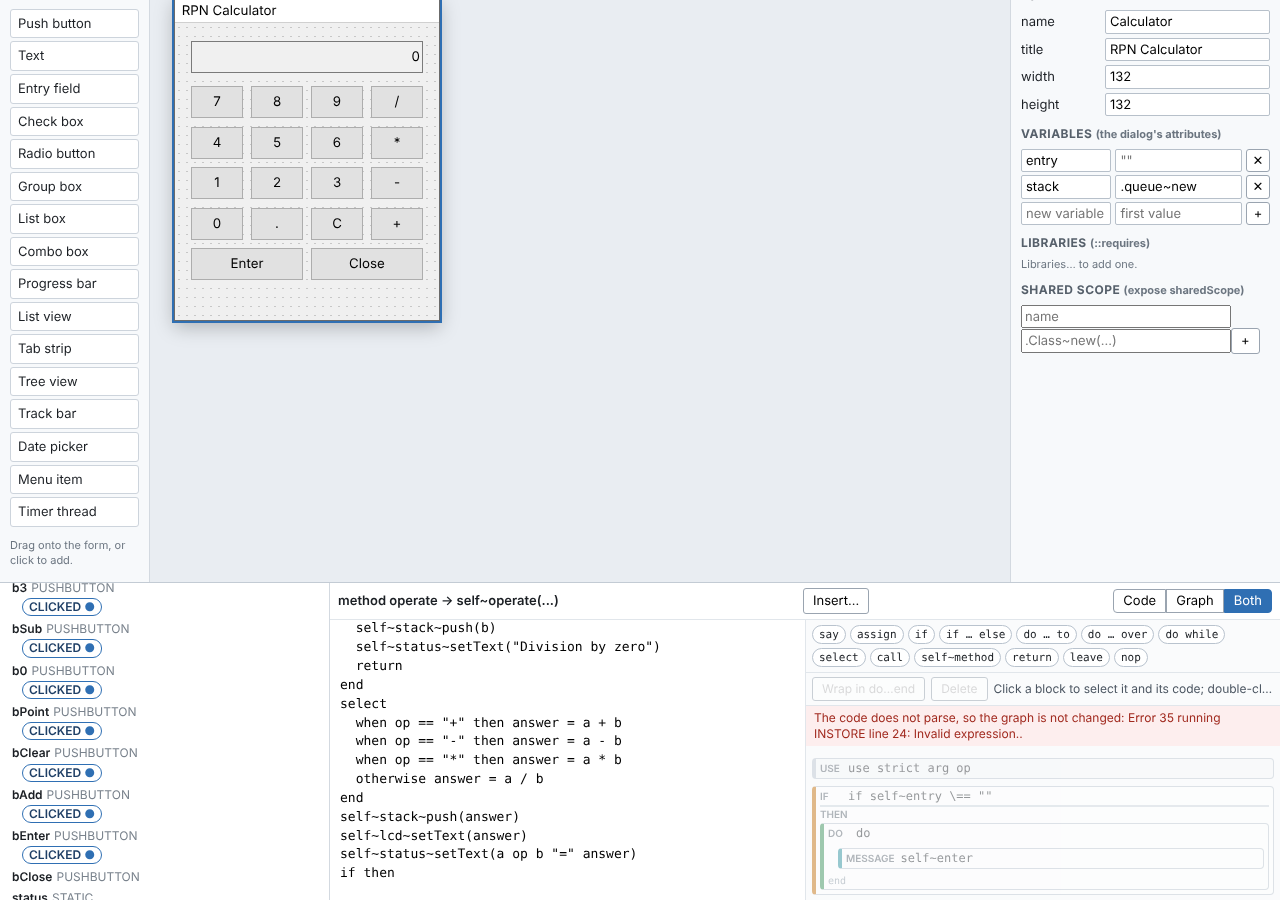 Push button
Text
Entry field
Check box
Radio button
Group box
List box
Combo box
Progress bar
List view
Tab strip
Tree view
Track bar
Date picker
Menu item
Timer thread
Drag onto the form, or
click to add.
RPN Calculator
0
7 8 9 /
4 5 6 *
1 2 3 -
0 . C +
Enter Close
name Calculator
title RPN Calculator
width 132
height 132
VARIABLES (the dialog's attributes)
entry "" ✕
stack .queue~new ✕
new variable first value +
LIBRARIES (::requires)
Libraries... to add one.
SHARED SCOPE (expose sharedScope)
name
.Class~new(...) +
b3 PUSHBUTTON
CLICKED
bSub PUSHBUTTON
CLICKED
b0 PUSHBUTTON
CLICKED
bPoint PUSHBUTTON
CLICKED
bClear PUSHBUTTON
CLICKED
bAdd PUSHBUTTON
CLICKED
bEnter PUSHBUTTON
CLICKED
bClose PUSHBUTTON
status STATIC
method operate → self~operate(...)
Insert...
Code Graph Both
self~stack~push(b)
self~status~setText("Division by zero")
return
end
select
when op == "+" then answer = a + b
when op == "-" then answer = a - b
when op == "*" then answer = a * b
otherwise answer = a / b
end
self~stack~push(answer)
self~lcd~setText(answer)
self~status~setText(a op b "=" answer)
if then
say assign if if … else do … to do … over do while
select call self~method return leave nop
Wrap in do...end Delete Click a block to select it and its code; double-cl...
The code does not parse, so the graph is not changed: Error 35 running
INSTORE line 24: Invalid expression..
USE use strict arg op
IF if self~entry \== ""
THEN
DO do
MESSAGE self~enter
end